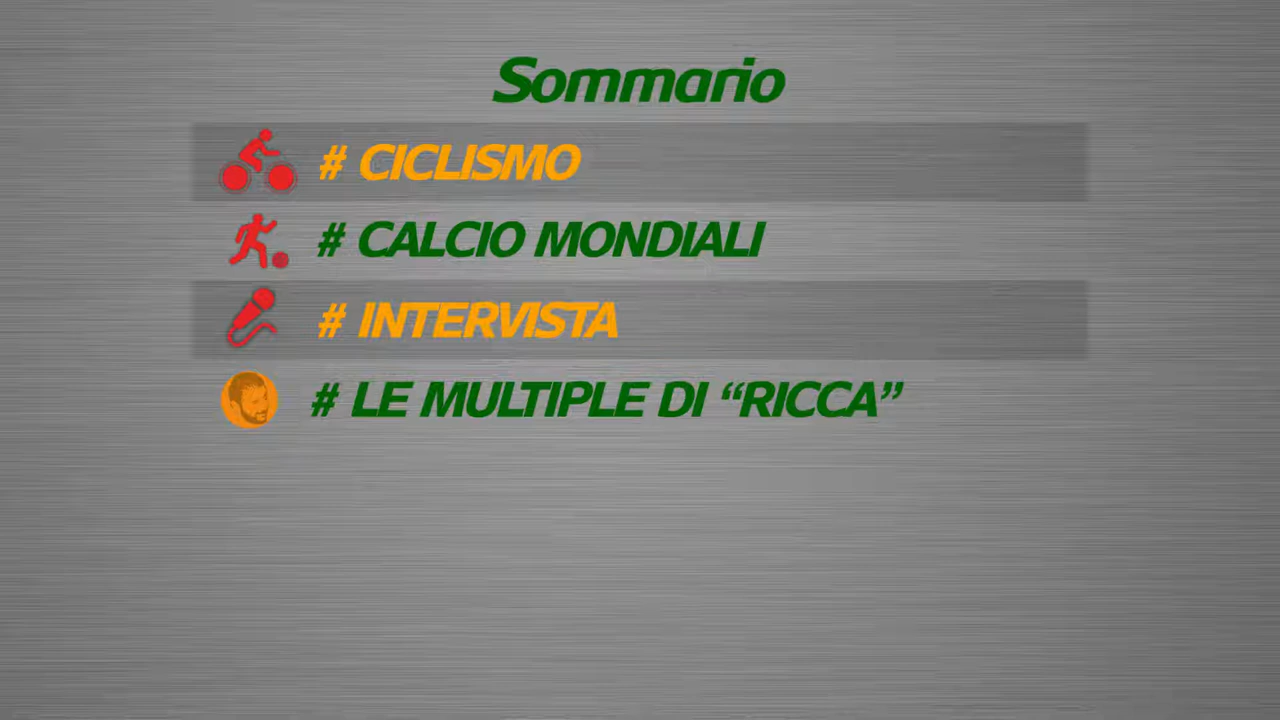 Sommario
# CICLISMO
# CALCIO MONDIALI
# INTERVISTA
# LE MULTIPLE DI “RICCA”